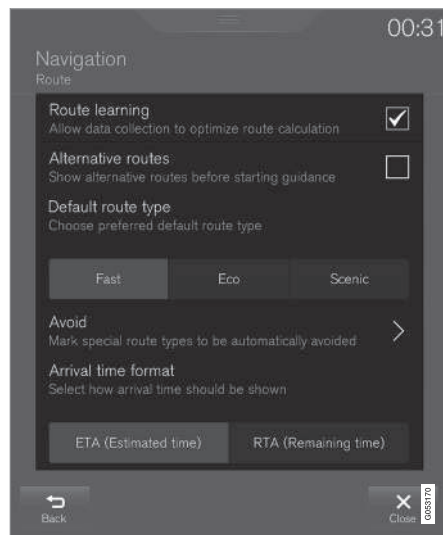 00:31
Navigation
Route
Route learning
Allow data collection to optimize route calculation
Alternative routes
Show alternative routes before starting guidance
Default route type
Choose preferred default route type
Fast Eco Scenic
Avoid
Mark special route types to be automatically avoided
Arrival time format
Select how arrival time should be shown
ETA (Estimated time) RTA (Remaining time)
Back Close
G053170